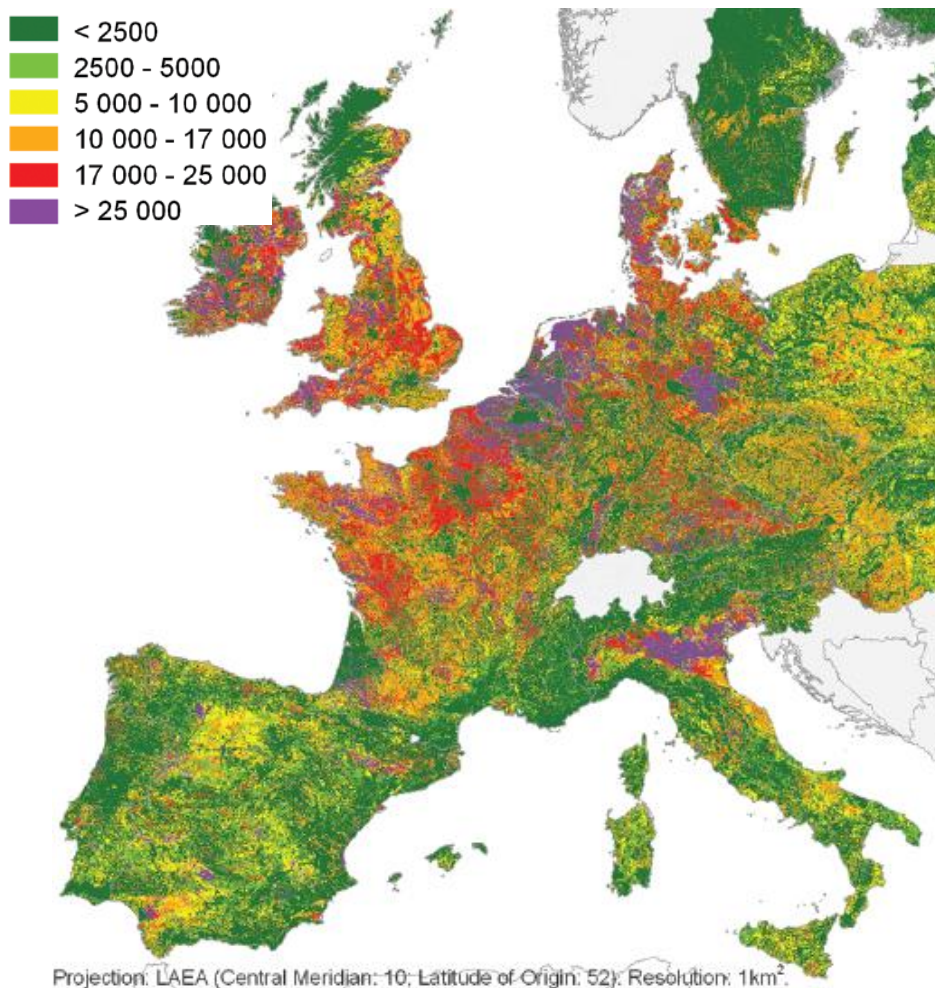 < 2500
2500 - 5000
5 000 - 10 000
10 000 - 17 000
17 000 - 25 000
> 25 000
Projection: LAEA (Central Meridian: 10; Latitude of Origin: 52). Resolution: 1km².